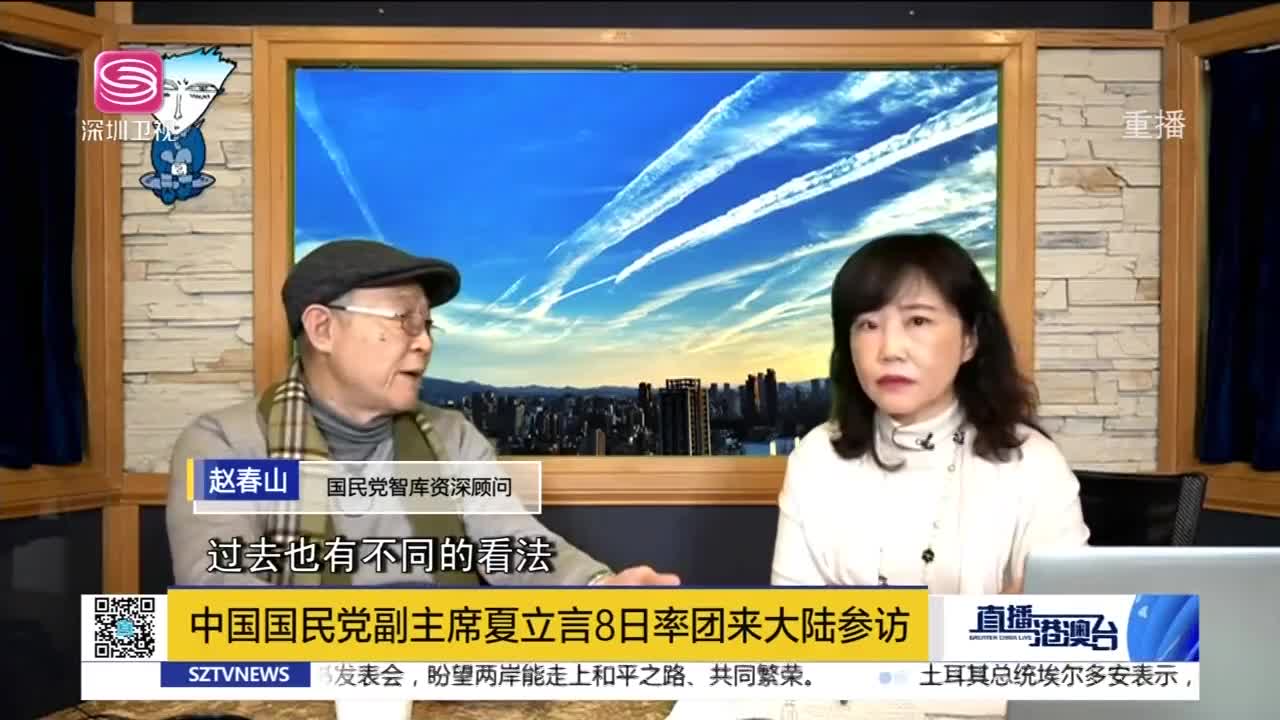 深圳卫视
重播
赵春山
国民党智库资深顾问
过去也有不同的看法
中国国民党副主席夏立言8日率团来大陆参访
直播港澳台
GREATER CHINA LIVE
SZTVNEWS
发表会，盼望两岸能走上和平之路、共同繁荣。
土耳其总统埃尔多安表示，